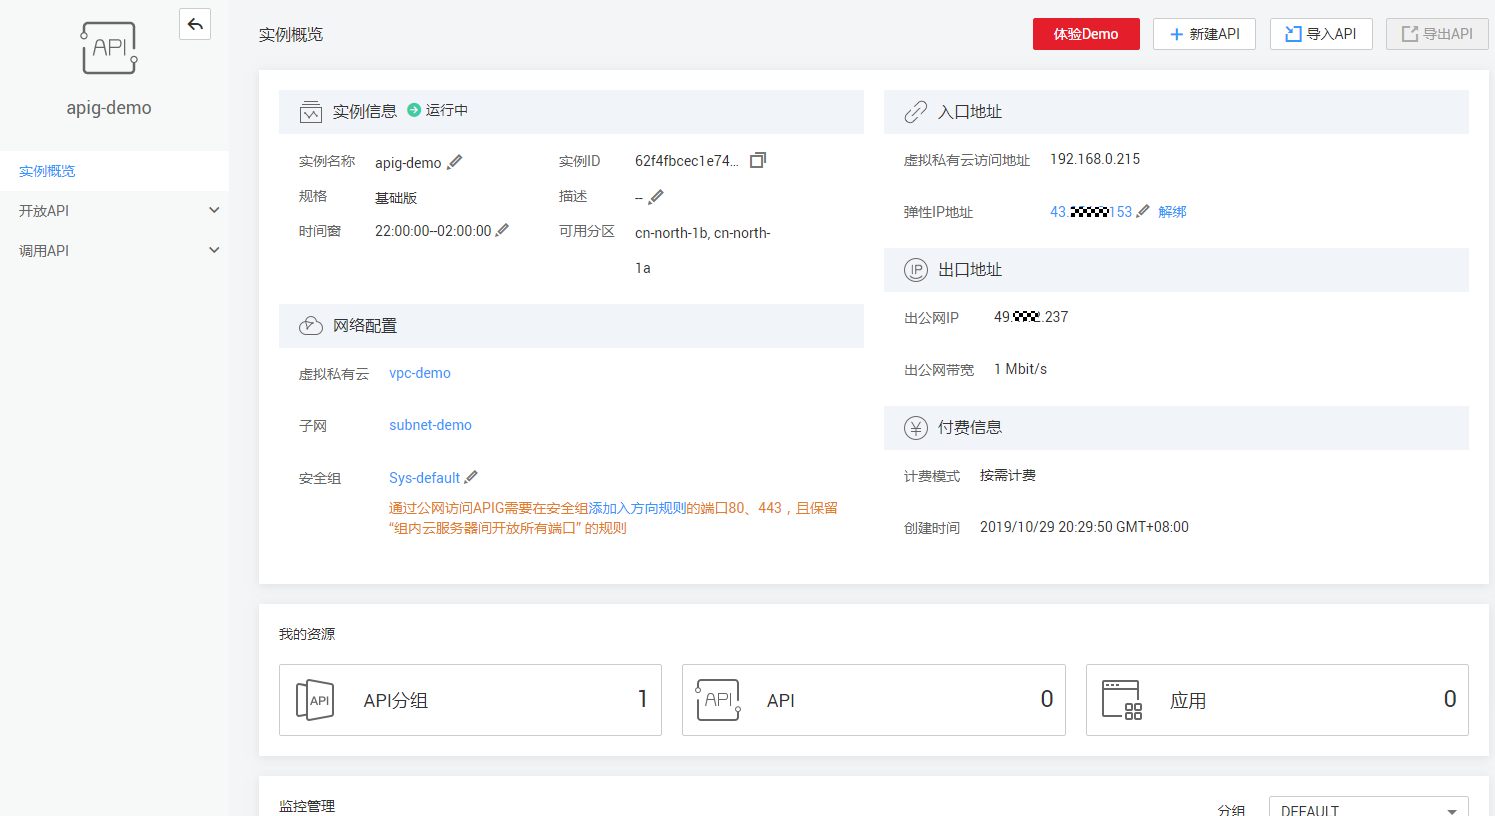 API
apig-demo
实例概览
开放API
调用API
实例概览
体验Demo
新建API
导入API
导出API
实例信息 运行中
实例名称 apig-demo
实例ID 62f4fbcec1e74...
规格 基础版
描述 --
时间窗 22:00:00--02:00:00
可用分区 cn-north-1b, cn-north-
1a
网络配置
虚拟私有云 vpc-demo
子网 subnet-demo
安全组 Sys-default
通过公网访问APIG需要在安全组添加入方向规则的端口80、443，且保留
“组内云服务器间开放所有端口” 的规则
入口地址
虚拟私有云访问地址 192.168.0.215
弹性IP地址 43. 153 解绑
IP 出口地址
出公网IP 49. .237
出公网带宽 1 Mbit/s
¥ 付费信息
计费模式 按需计费
创建时间 2019/10/29 20:29:50 GMT+08:00
我的资源
API API分组 1
API API 0
应用 0
监控管理
分组 DEFAULT